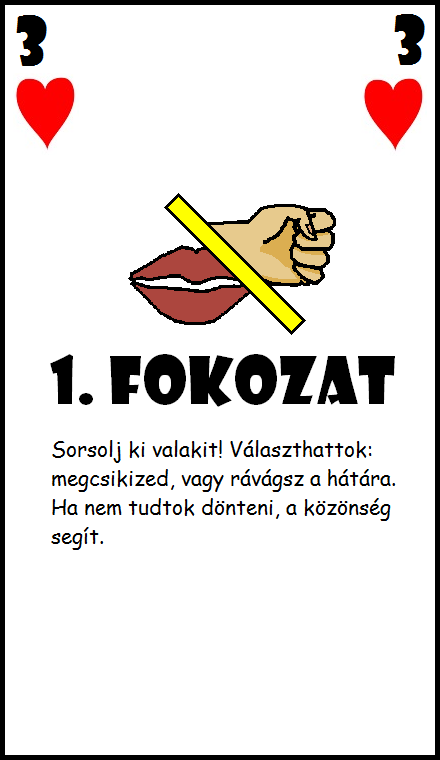 3 3
1. FOKOZAT
Sorsolj ki valakit! Választhattok:
megcsikized, vagy rávágsz a hátára.
Ha nem tudtok dönteni, a közönség
segít.